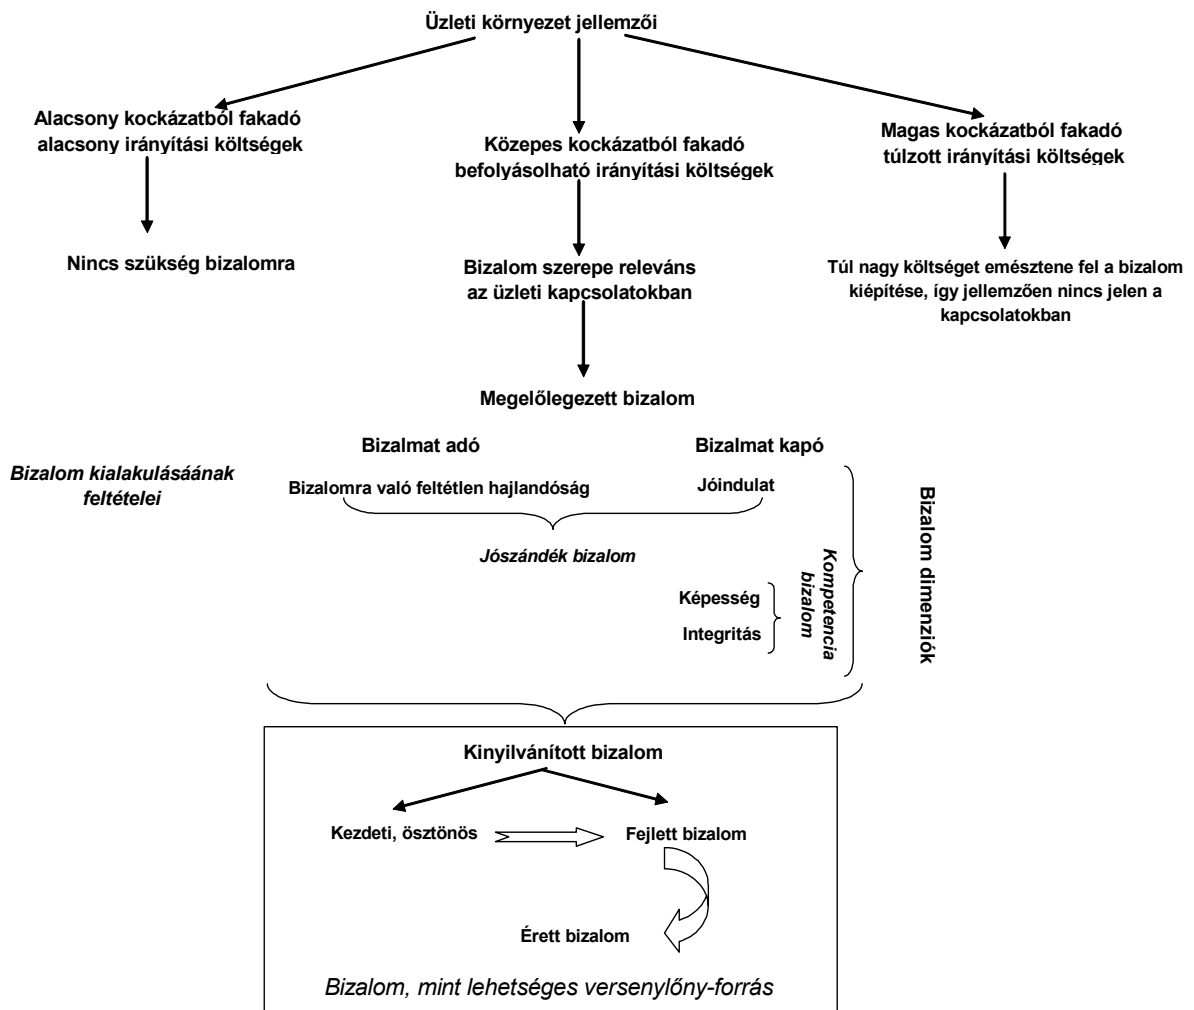 Üzleti környezet jellemzői
Alacsony kockázatból fakadó
alacsony irányítási költségek
Közepes kockázatból fakadó
befolyásolható irányítási költségek
Magas kockázatból fakadó
túlzott irányítási költségek
Nincs szükség bizalomra
Bizalom szerepe releváns
az üzleti kapcsolatokban
Túl nagy költséget emésztene fel a bizalom
kiépítése, így jellemzően nincs jelen a
kapcsolatokban
Megelőlegezett bizalom
Bizalmat adó
Bizalmat kapó
Bizalom kialakulásáának
feltételei
Bizalomra való feltétlen hajlandóság
Jóindulat
Jószándék bizalom
Képesség
Integritás
Kompetencia
bizalom
Bizalom dimenziók
Kinyilvánított bizalom
Kezdeti, ösztönös
Fejlett bizalom
Érett bizalom
Bizalom, mint lehetséges versenylőny-forrás